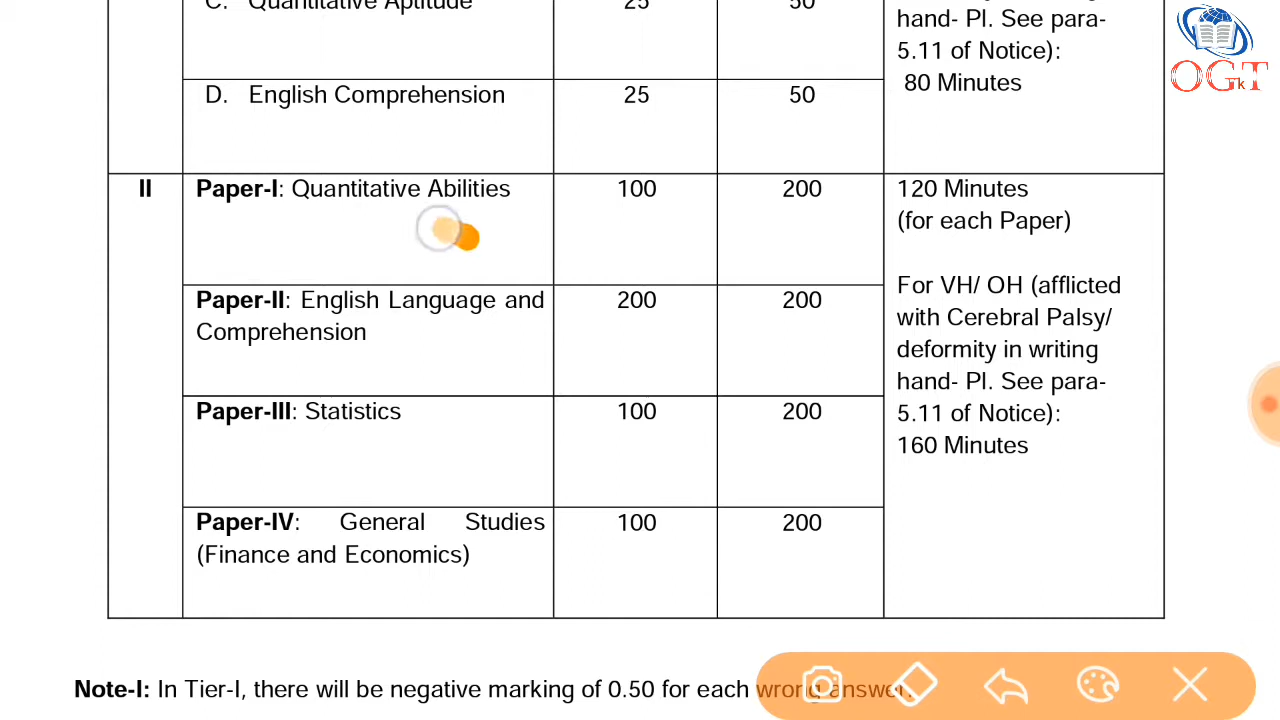 C. Quantitative Aptitude 25 50
hand- PI. See para-
5.11 of Notice):
80 Minutes
OGT
k
D. English Comprehension 25 50
II Paper-I: Quantitative Abilities 100 200 120 Minutes
(for each Paper)
For VH/ OH (afflicted
Paper-II: English Language and 200 200
with Cerebral Palsy/
Comprehension
deformity in writing
hand- PI. See para-
Paper-III: Statistics 100 200 5.11 of Notice):
160 Minutes
Paper-IV: General Studies 100 200
(Finance and Economics)
Note-I: In Tier-I, there will be negative marking of 0.50 for each wrong answer.